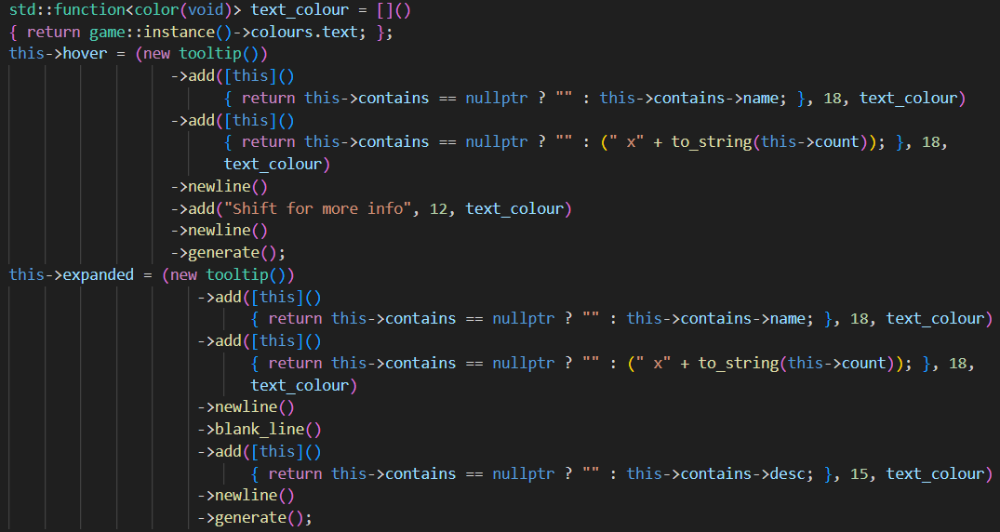 std::function<color(void)> text_colour = []()
{ return game::instance()->colours.text; };
this->hover = (new tooltip())
->add([this]()
{ return this->contains == nullptr ? "" : this->contains->name; }, 18, text_colour)
->add([this]()
{ return this->contains == nullptr ? "" : (" x" + to_string(this->count)); }, 18,
text_colour)
->newline()
->add("Shift for more info", 12, text_colour)
->newline()
->generate();
this->expanded = (new tooltip())
->add([this]()
{ return this->contains == nullptr ? "" : this->contains->name; }, 18, text_colour)
->add([this]()
{ return this->contains == nullptr ? "" : (" x" + to_string(this->count)); }, 18,
text_colour)
->newline()
->blank_line()
->add([this]()
{ return this->contains == nullptr ? "" : this->contains->desc; }, 15, text_colour)
->newline()
->generate();